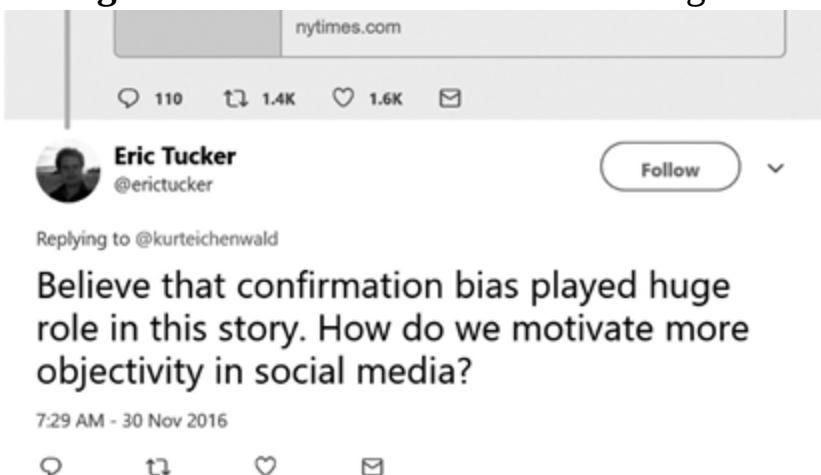 nytimes.com
110 1.4K 1.6K
Eric Tucker
@erictucker
Follow
Replying to @kurteichenwald
Believe that confirmation bias played huge
role in this story. How do we motivate more
objectivity in social media?
7:29 AM - 30 Nov 2016